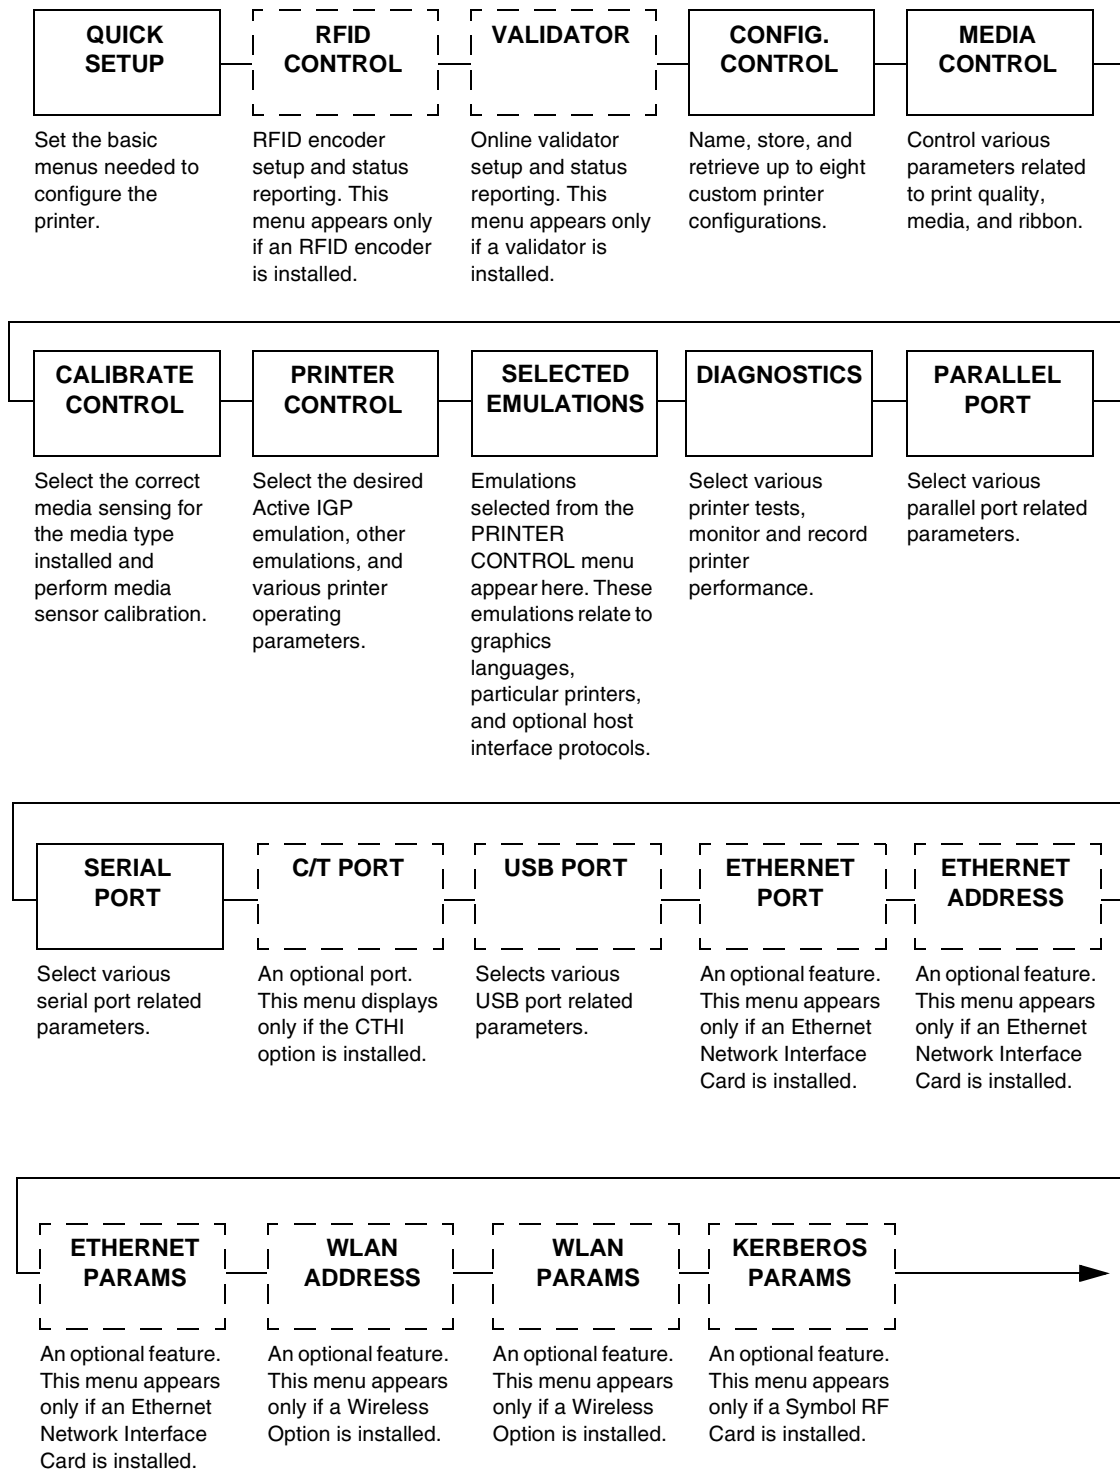 QUICK
SETUP
Set the basic
menus needed to
configure the
printer.
RFID
CONTROL
RFID encoder
setup and status
reporting. This
menu appears only
if an RFID encoder
is installed.
VALIDATOR
Online validator
setup and status
reporting. This
menu appears only
if a validator is
installed.
CONFIG.
CONTROL
Name, store, and
retrieve up to eight
custom printer
configurations.
MEDIA
CONTROL
Control various
parameters related
to print quality,
media, and ribbon.
CALIBRATE
CONTROL
Select the correct
media sensing for
the media type
installed and
perform media
sensor calibration.
PRINTER
CONTROL
Select the desired
Active IGP
emulation, other
emulations, and
various printer
operating
parameters.
SELECTED
EMULATIONS
Emulations
selected from the
PRINTER
CONTROL menu
appear here. These
emulations relate to
graphics
languages,
particular printers,
and optional host
interface protocols.
DIAGNOSTICS
Select various
printer tests,
monitor and record
printer
performance.
PARALLEL
PORT
Select various
parallel port related
parameters.
SERIAL
PORT
Select various
serial port related
parameters.
C/T PORT
An optional port.
This menu displays
only if the CTHI
option is installed.
USB PORT
Selects various
USB port related
parameters.
ETHERNET
PORT
An optional feature.
This menu appears
only if an Ethernet
Network Interface
Card is installed.
ETHERNET
ADDRESS
An optional feature.
This menu appears
only if an Ethernet
Network Interface
Card is installed.
ETHERNET
PARAMS
An optional feature.
This menu appears
only if an Ethernet
Network Interface
Card is installed.
WLAN
ADDRESS
An optional feature.
This menu appears
only if a Wireless
Option is installed.
WLAN
PARAMS
An optional feature.
This menu appears
only if a Wireless
Option is installed.
KERBEROS
PARAMS
An optional feature.
This menu appears
only if a Symbol RF
Card is installed.